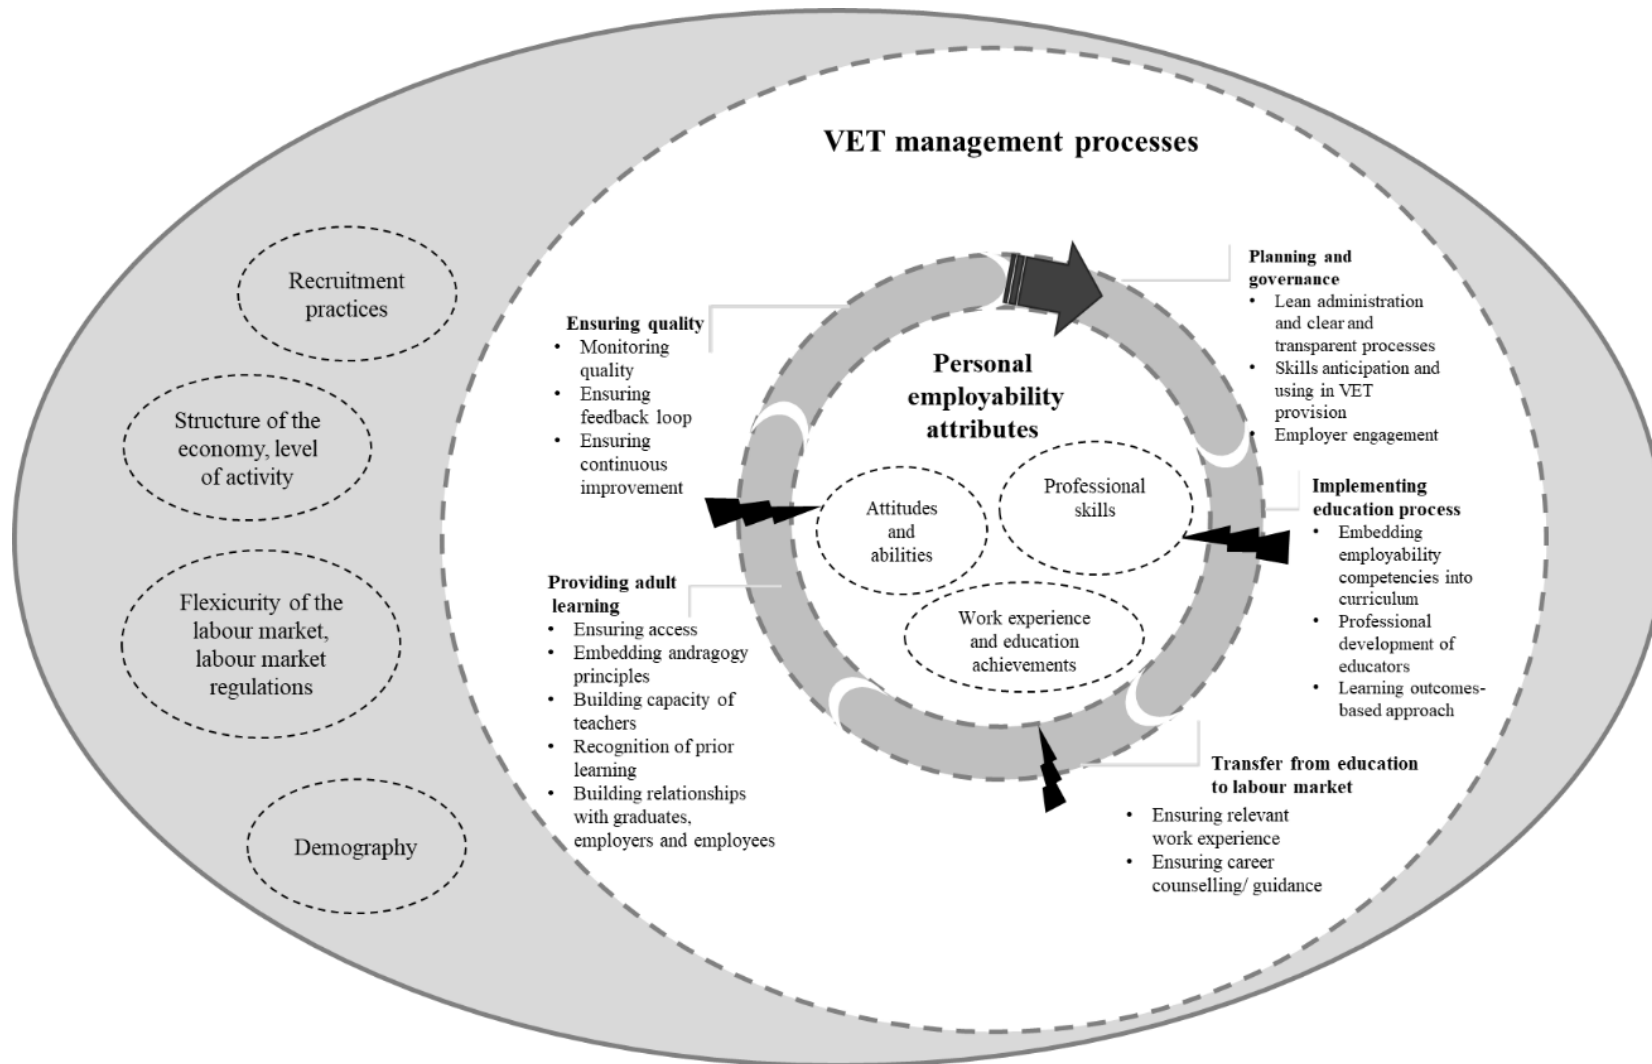 VET management processes
Recruitment
practices
Structure of the
economy, level
of activity
Flexicurity of the
labour market,
labour market
regulations
Demography
Ensuring quality
• Monitoring
quality
• Ensuring
feedback loop
• Ensuring
continuous
improvement
Providing adult
learning
• Ensuring access
• Embedding andragogy
principles
• Building capacity of
teachers
• Recognition of prior
learning
• Building relationships
with graduates,
employers and employees
Personal
employability
attributes
Attitudes
and
abilities
Professional
skills
Work experience
and education
achievements
Planning and
governance
• Lean administration
and clear and
transparent processes
• Skills anticipation and
using in VET
provision
• Employer engagement
Implementing
education process
• Embedding
employability
competencies into
curriculum
• Professional
development of
educators
• Learning outcomes-
based approach
Transfer from education
to labour market
• Ensuring relevant
work experience
• Ensuring career
counselling/ guidance